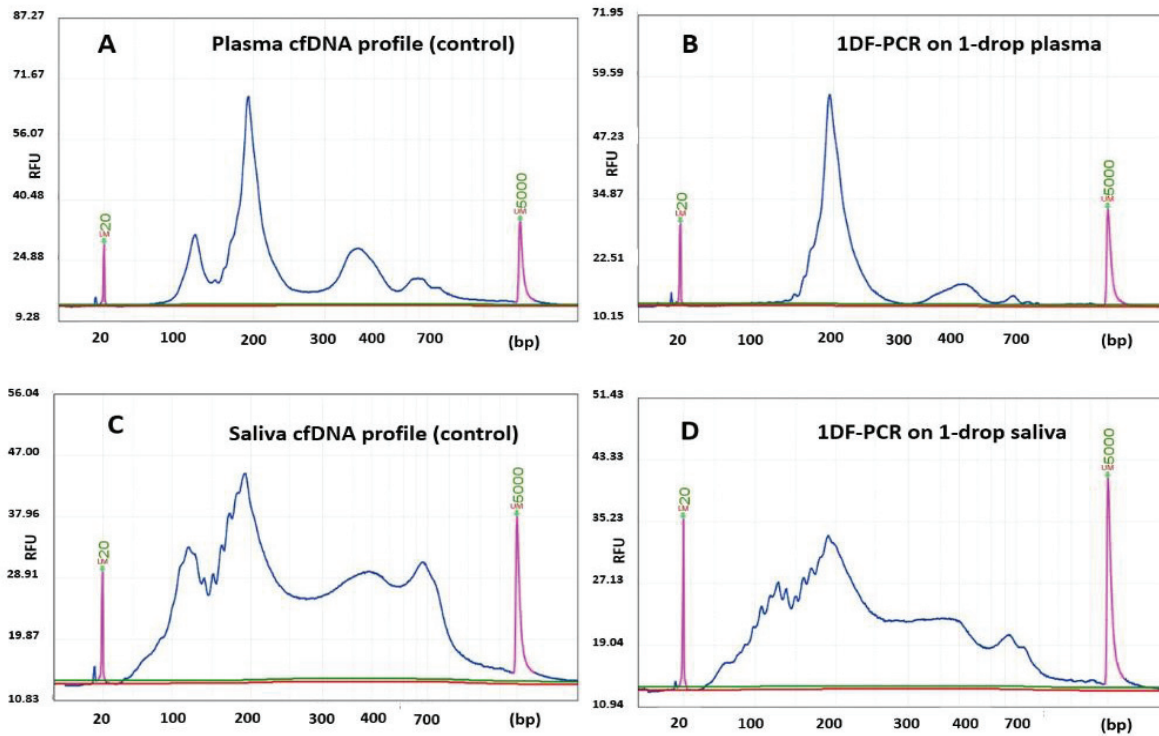 87.27
A
Plasma cfDNA profile (control)
71.67
56.07
RFU
40.48
24.88
9.28
20
LM
5000
UM
20 100 200 300 400 700 (bp)
71.95
B
1DF-PCR on 1-drop plasma
59.59
47.23
RFU
34.87
22.51
10.15
20
LM
5000
UM
20 100 200 300 400 700 (bp)
56.04
C
Saliva cfDNA profile (control)
47.00
37.96
RFU
28.91
19.87
10.83
20
LM
5000
UM
20 100 200 300 400 700 (bp)
51.43
D
1DF-PCR on 1-drop saliva
43.33
35.23
RFU
27.13
19.04
10.94
20
LM
5000
UM
20 100 200 300 400 700 (bp)